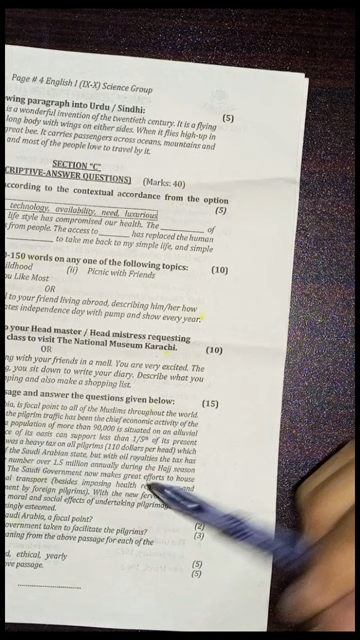 Page # 4 English I (IX-X) Science Group
wing paragraph into Urdu / Sindhi: (5)
is a wonderful invention of the twentieth century. It is a flying
long body with wings on either sides. When it flies high-up in
great bee. It carries passengers across oceans, mountains and
and most of the people love to travel by it.
SECTION "C"
CRIPTIVE-ANSWER QUESTIONS) (Marks: 40)
according to the contextual accordance from the option (5)
technology, availability, need, luxurious
life style has compromised our health. The ________ of
s from people. The access to ________ has replaced the human
________ to take me back to my simple life, and simple
0-150 words on any one of the following topics: (10)
ildhood (ii) Picnic with Friends
ou Like Most
OR
l to your friend living abroad, describing him/her how
ates independence day with pump and show every year.
o your Head master / Head mistress requesting
class to visit The National Museum Karachi. (10)
OR
ng with your friends in a mall. You are very excited. The
g, you sit down to write your diary. Describe what you
pping and also make a shopping list.
sage and answer the questions given below: (15)
bia, is focal point to all of the Muslims throughout the world.
the pilgrim traffic has been the chief economic activity of the
a population of more than 90,000 is situated on an alluvial
ce of its oasis can support less than 1/5th of its present
was a heavy tax on all pilgrims (110 dollars per head) which
of the Saudi Arabian state, but with oil royalties the tax has
number over 1.5 million annually during the Hajj season
The Saudi Government now makes great efforts to house
al transport (besides imposing health
ment by foreign pilgrims). With the new
moral and social effects of undertaking pilgrimage
singly esteemed.
audi Arabia, a focal point? (2)
overnment taken to facilitate the pilgrims? (3)
aning from the above passage for each of the
d, ethical, yearly (5)
ove passage. (5)